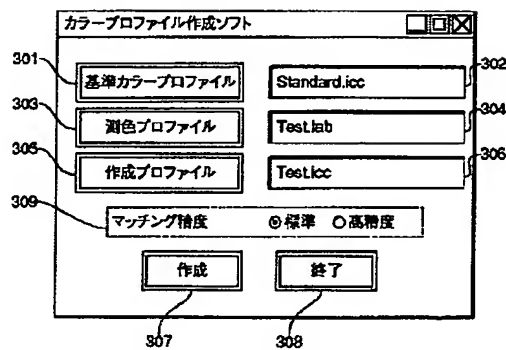 カラープロファイル作成ソフト
301 基準カラープロファイル Standard.icc 302
303 測色プロファイル Test.lab 304
305 作成プロファイル Test.icc 306
309 マッチング精度 標準 高精度
作成 終了
307 308